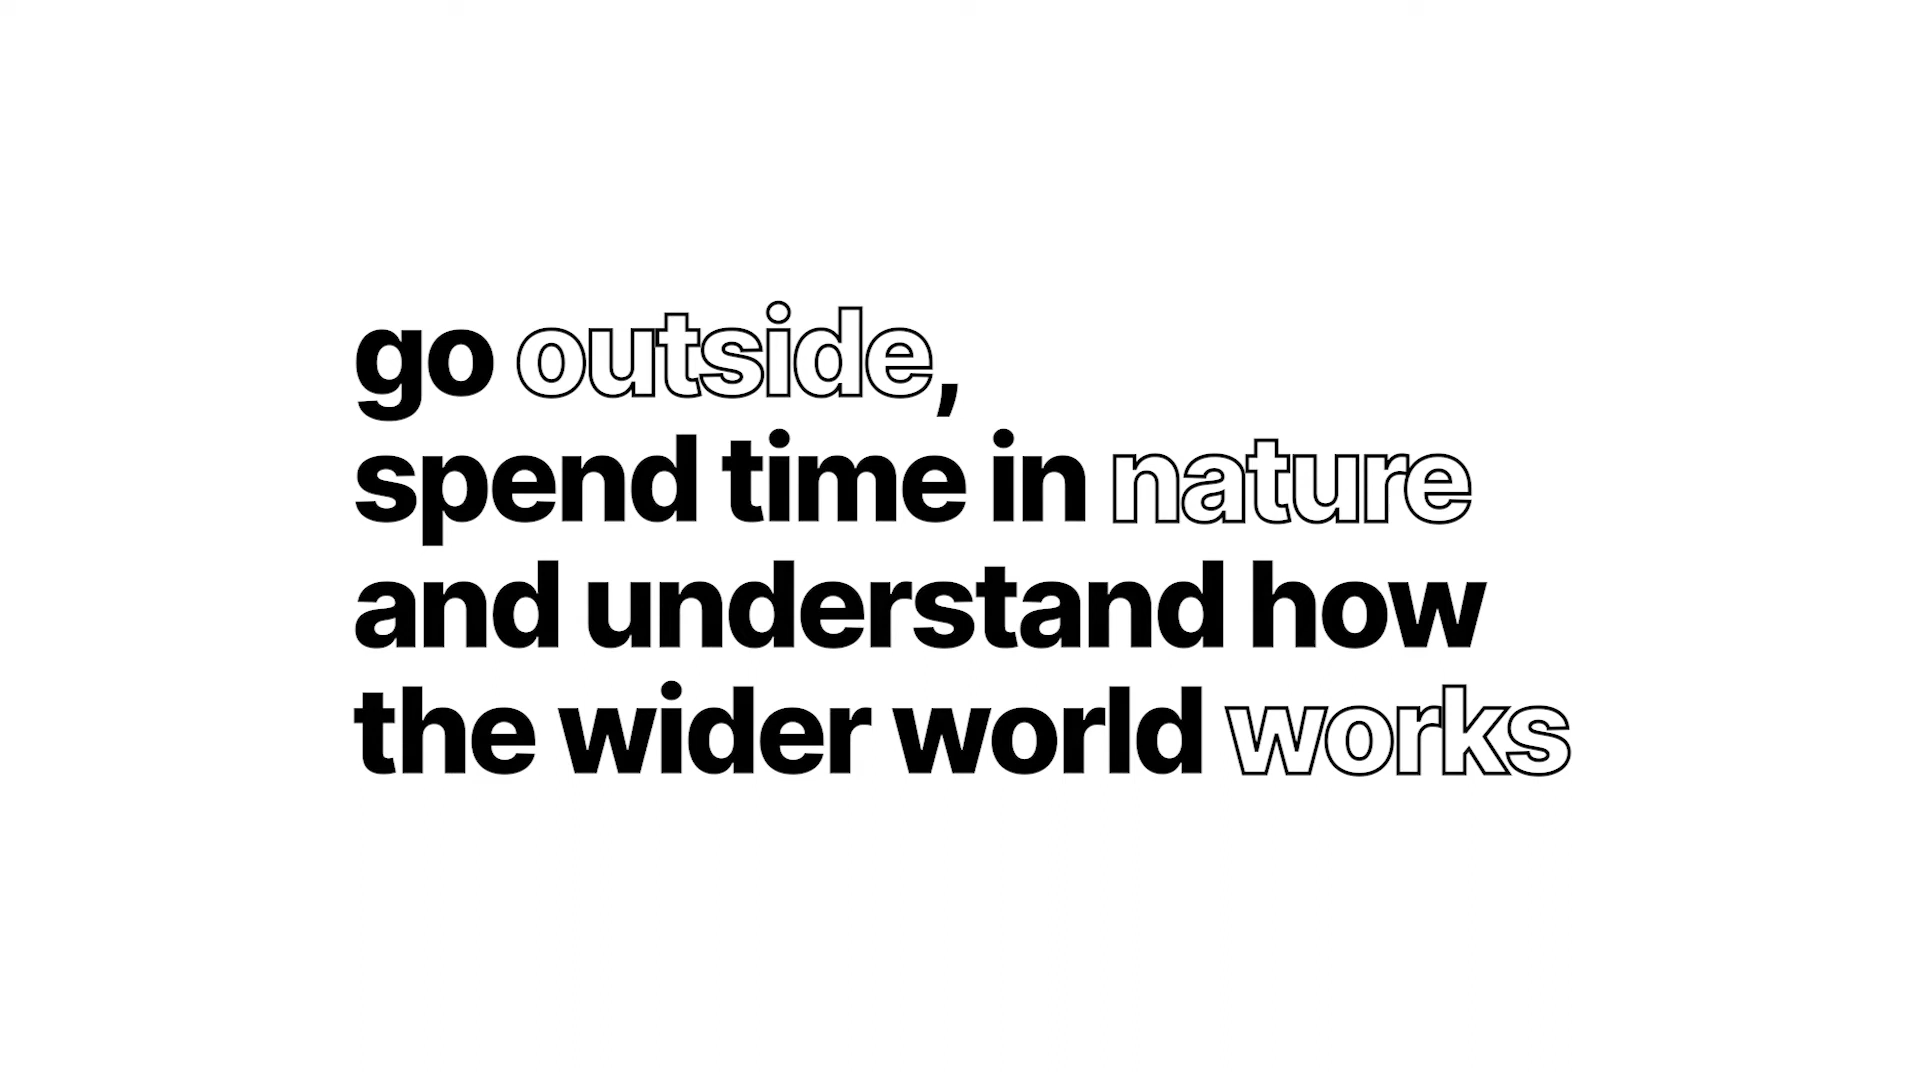 go outside,
spend time in nature
and understand how
the wider world works